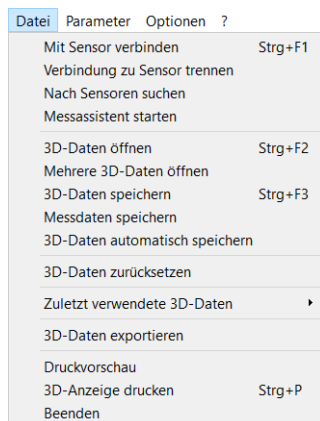 Datei Parameter Optionen ?
Mit Sensor verbinden Strg+F1
Verbindung zu Sensor trennen
Nach Sensoren suchen
Messassistent starten
3D-Daten öffnen Strg+F2
Mehrere 3D-Daten öffnen
3D-Daten speichern Strg+F3
Messdaten speichern
3D-Daten automatisch speichern
3D-Daten zurücksetzen
Zuletzt verwendete 3D-Daten
3D-Daten exportieren
Druckvorschau
3D-Anzeige drucken Strg+P
Beenden